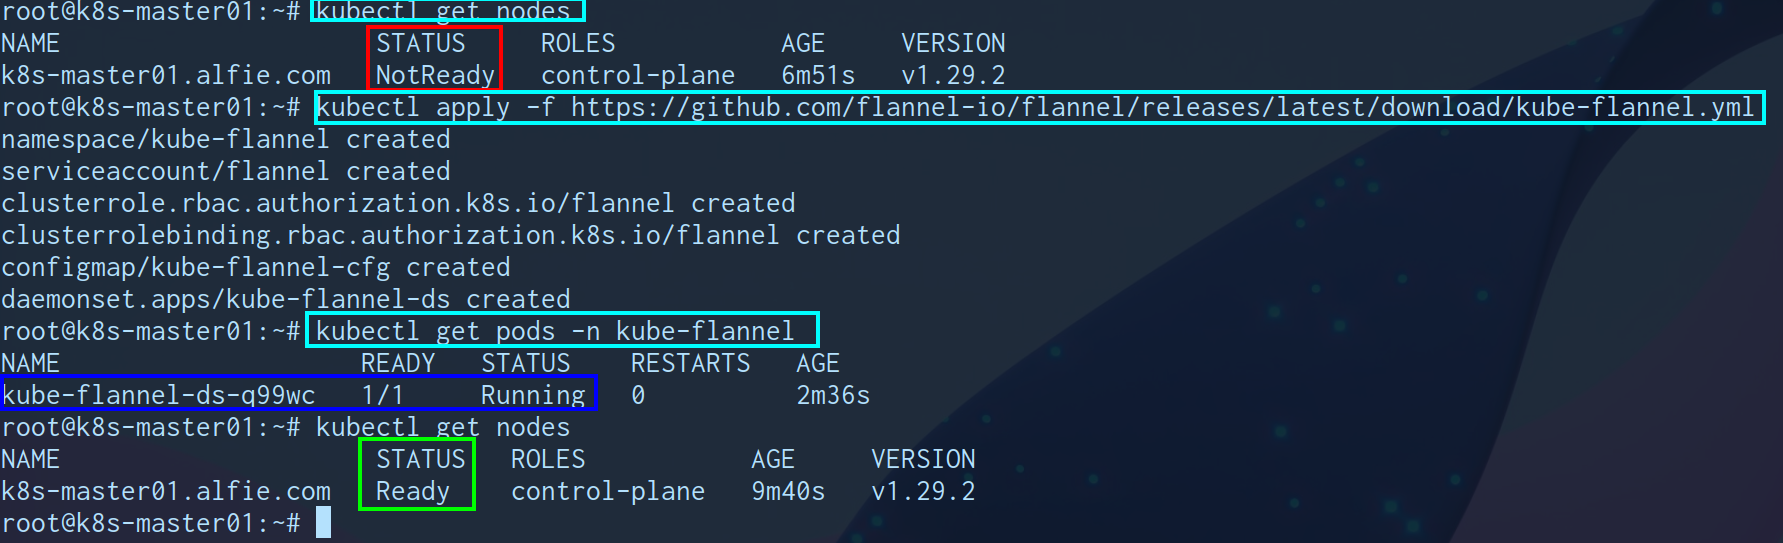 root@k8s-master01:~# kubectl get nodes
NAME STATUS ROLES AGE VERSION
k8s-master01.alfie.com NotReady control-plane 6m51s v1.29.2
root@k8s-master01:~# kubectl apply -f https://github.com/flannel-io/flannel/releases/latest/download/kube-flannel.yml
namespace/kube-flannel created
serviceaccount/flannel created
clusterrole.rbac.authorization.k8s.io/flannel created
clusterrolebinding.rbac.authorization.k8s.io/flannel created
configmap/kube-flannel-cfg created
daemonset.apps/kube-flannel-ds created
root@k8s-master01:~# kubectl get pods -n kube-flannel
NAME READY STATUS RESTARTS AGE
kube-flannel-ds-q99wc 1/1 Running 0 2m36s
root@k8s-master01:~# kubectl get nodes
NAME STATUS ROLES AGE VERSION
k8s-master01.alfie.com Ready control-plane 9m40s v1.29.2
root@k8s-master01:~#